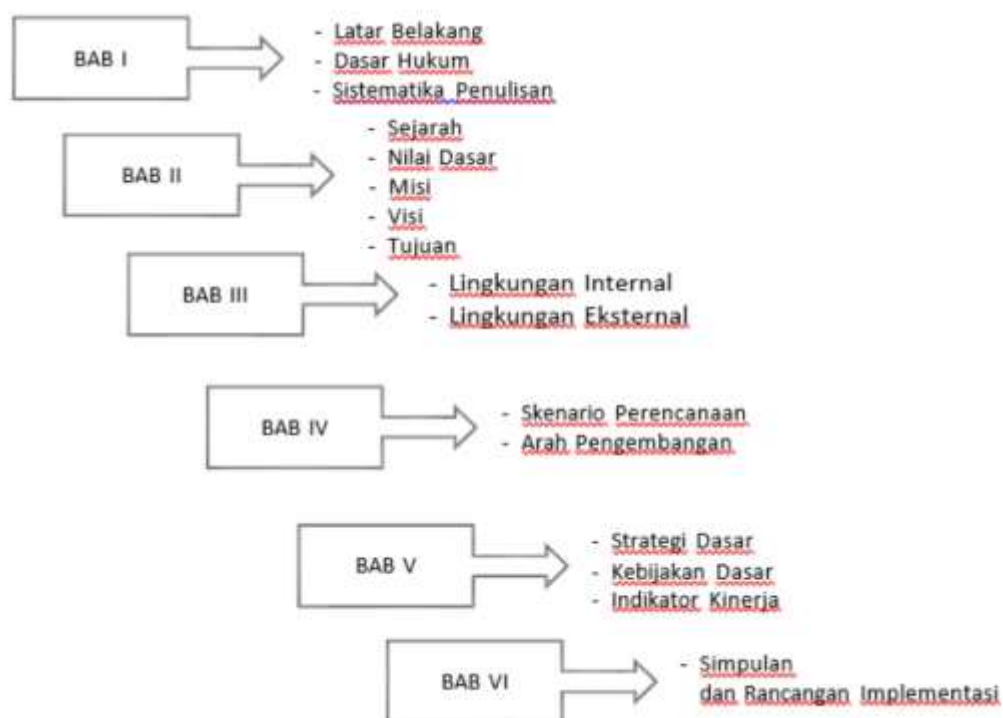 BAB I
- Latar Belakang
- Dasar Hukum
- Sistematika Penulisan
BAB II
- Sejarah
- Nilai Dasar
- Misi
- Visi
- Tujuan
BAB III
- Lingkungan Internal
- Lingkungan Eksternal
BAB IV
- Skenario Perencanaan
- Arah Pengembangan
BAB V
- Strategi Dasar
- Kebijakan Dasar
- Indikator Kinerja
BAB VI
- Simpulan
dan Rancangan Implementasi